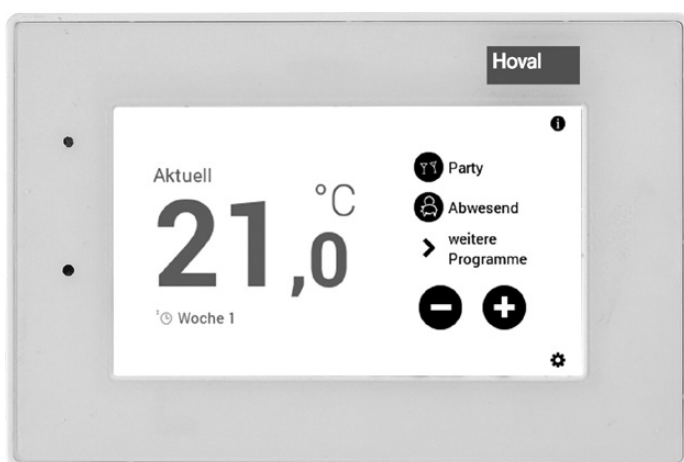 Hoval
Aktuell
21,0 °C
Woche 1
Party
Abwesend
weitere
Programme